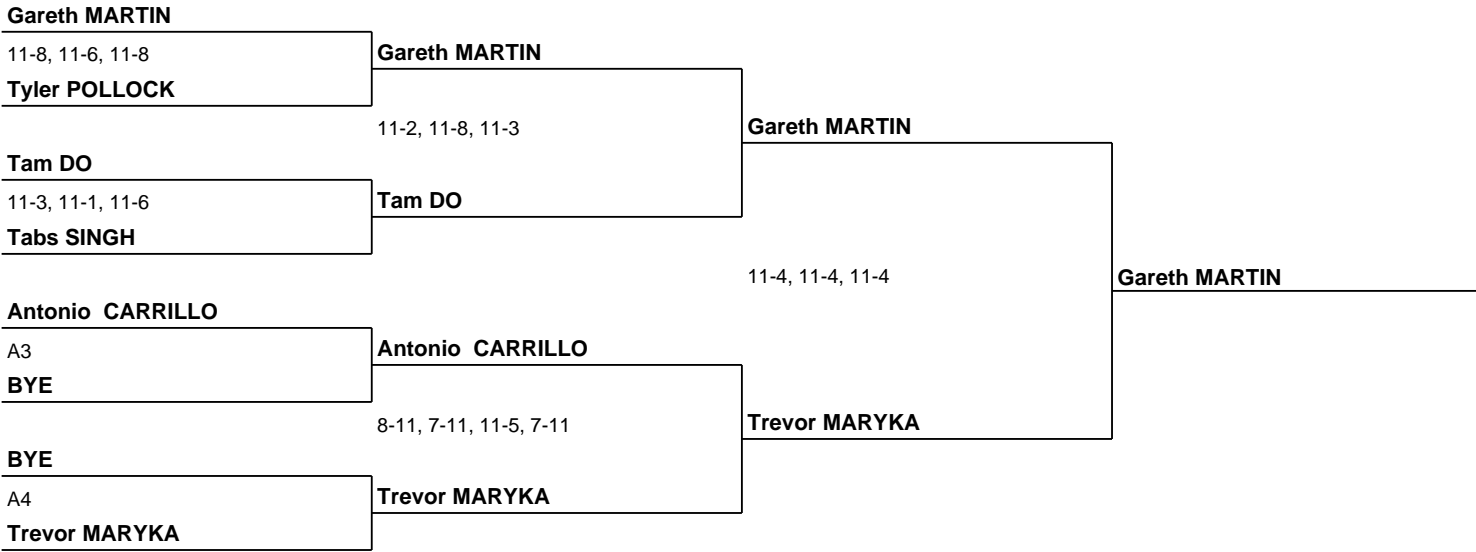 Gareth MARTIN
11-8, 11-6, 11-8
Gareth MARTIN
Tyler POLLOCK
11-2, 11-8, 11-3
Gareth MARTIN
Tam DO
11-3, 11-1, 11-6
Tam DO
Tabs SINGH
11-4, 11-4, 11-4
Gareth MARTIN
Antonio CARRILLO
A3
Antonio CARRILLO
BYE
8-11, 7-11, 11-5, 7-11
Trevor MARYKA
BYE
A4
Trevor MARYKA
Trevor MARYKA